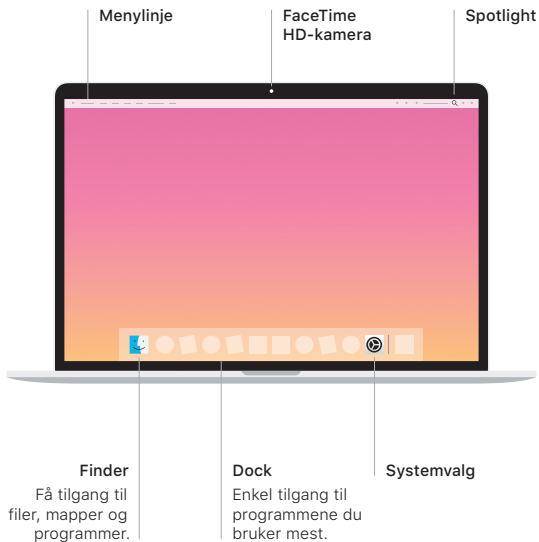 Menylinje
FaceTime
HD-kamera
Spotlight
Finder
Få tilgang til
filer, mapper og
programmer.
Dock
Enkel tilgang til
programmene du
bruker mest.
Systemvalg